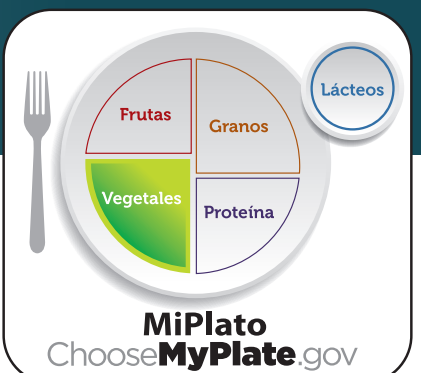 Frutas
Granos
Lácteos
Vegetales
Proteína
MiPlato
ChooseMyPlate.gov